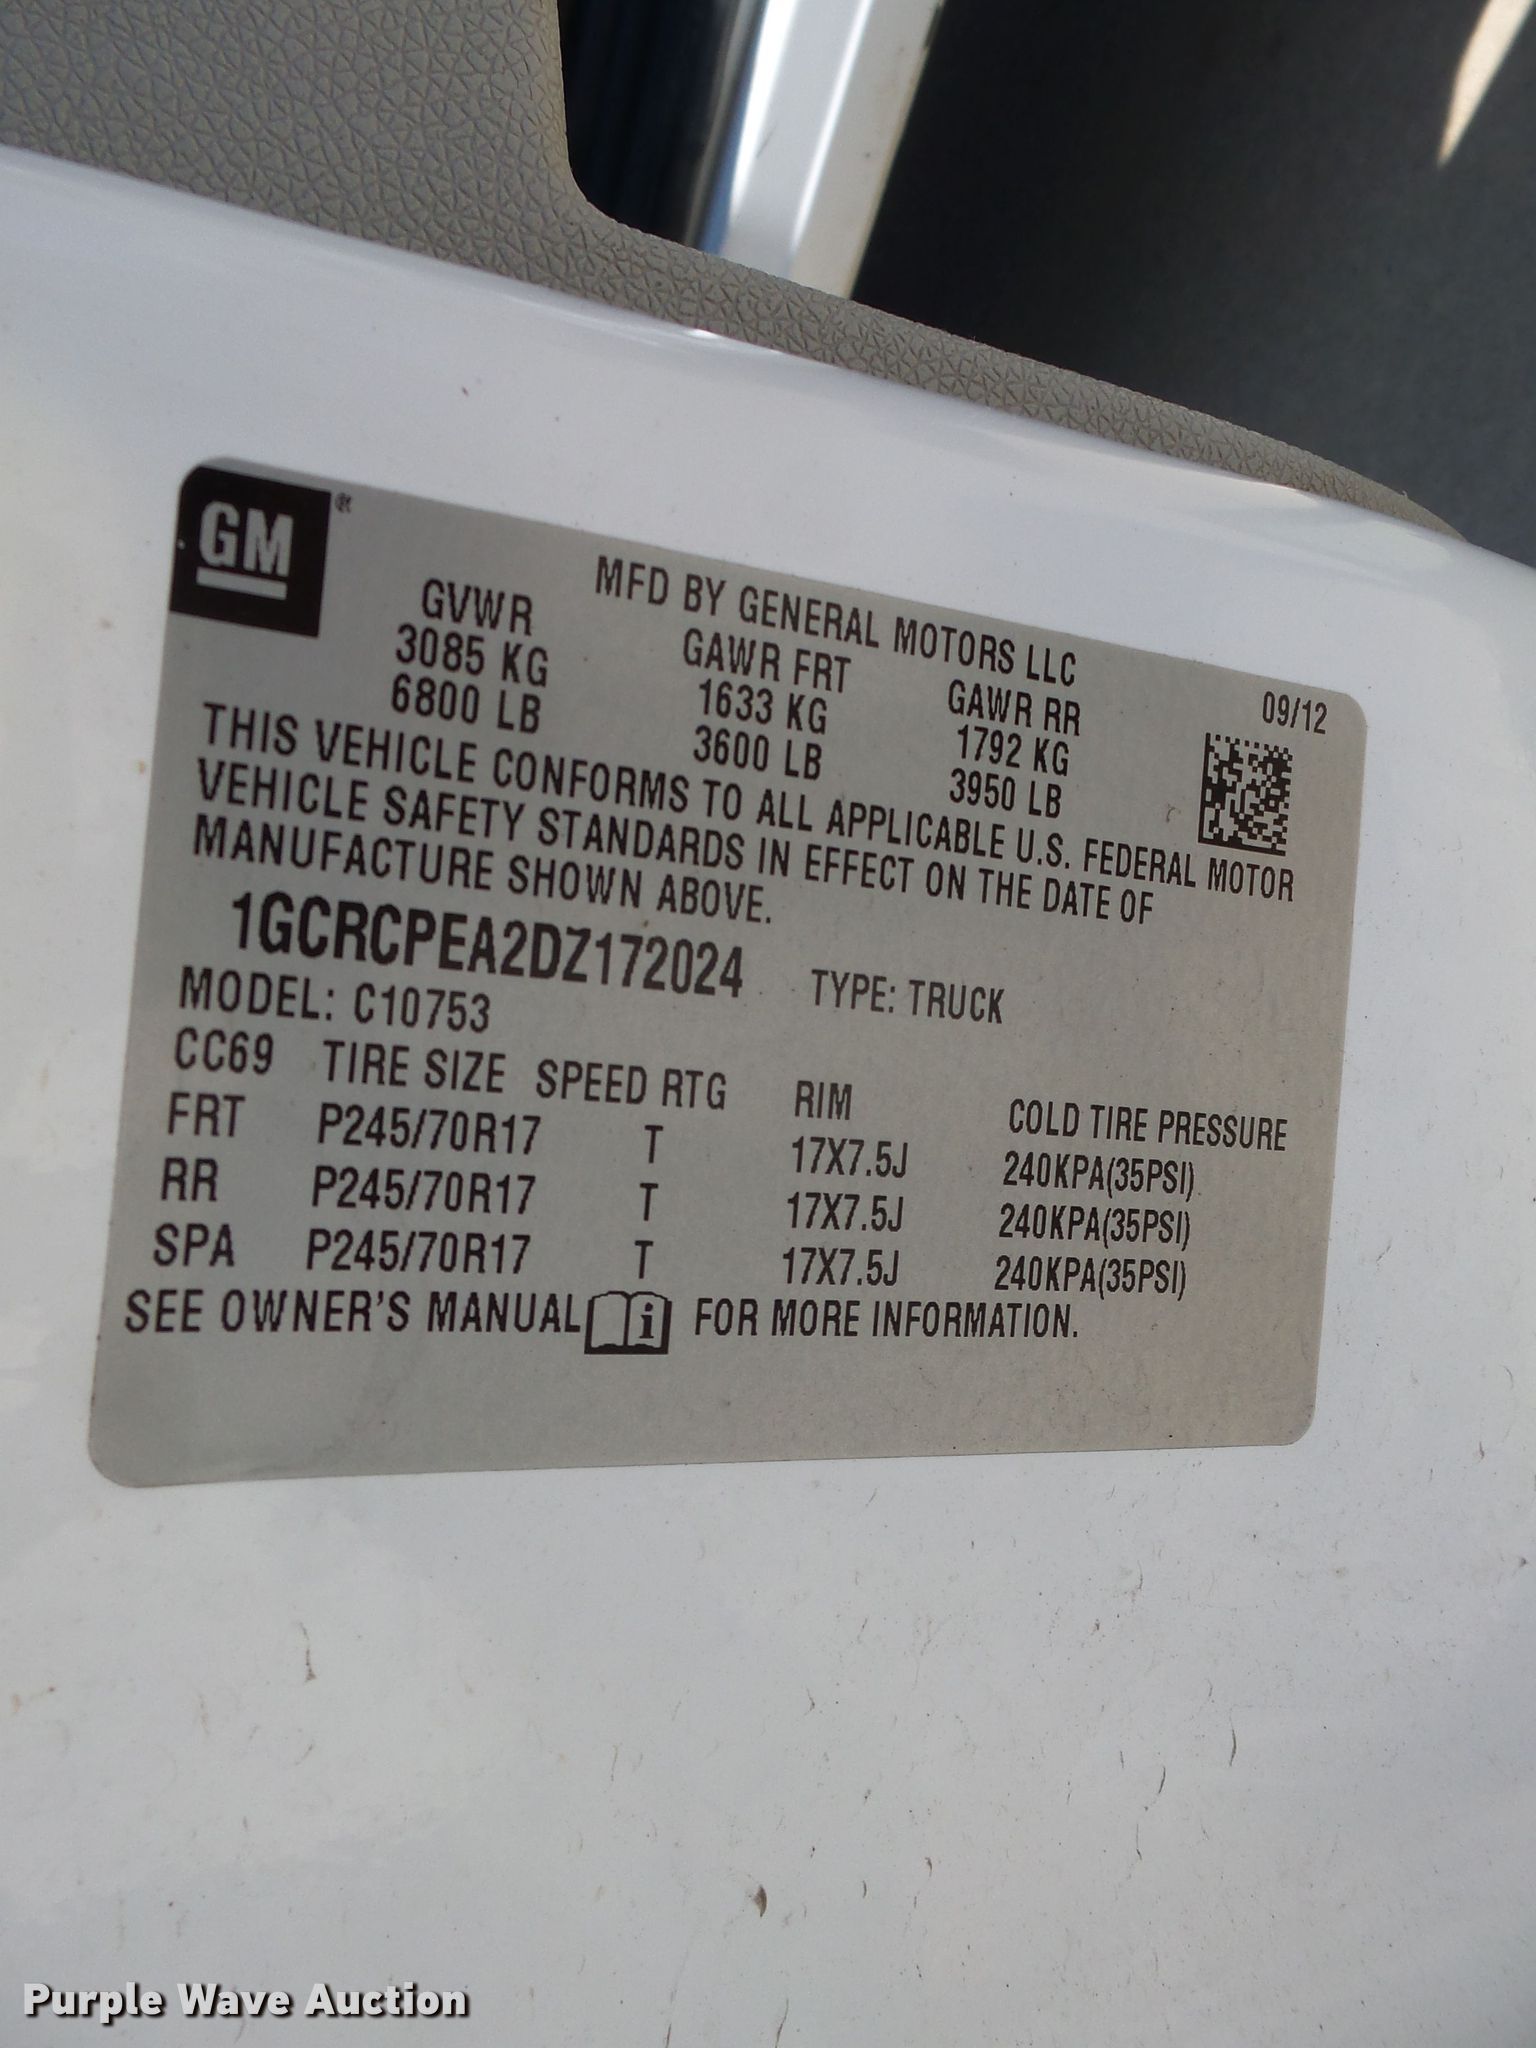 GM ®
MFD BY GENERAL MOTORS LLC
GVWR GAWR FRT GAWR RR 09/12
3085 KG 1633 KG 1792 KG
6800 LB 3600 LB 3950 LB
THIS VEHICLE CONFORMS TO ALL APPLICABLE U.S. FEDERAL MOTOR
VEHICLE SAFETY STANDARDS IN EFFECT ON THE DATE OF
MANUFACTURE SHOWN ABOVE.
1GCRCPEA2DZ172024 TYPE: TRUCK
MODEL: C10753
CC69 TIRE SIZE SPEED RTG RIM COLD TIRE PRESSURE
FRT P245/70R17 T 17X7.5J 240KPA(35PSI)
RR P245/70R17 T 17X7.5J 240KPA(35PSI)
SPA P245/70R17 T 17X7.5J 240KPA(35PSI)
SEE OWNER'S MANUAL i FOR MORE INFORMATION.
Purple Wave Auction